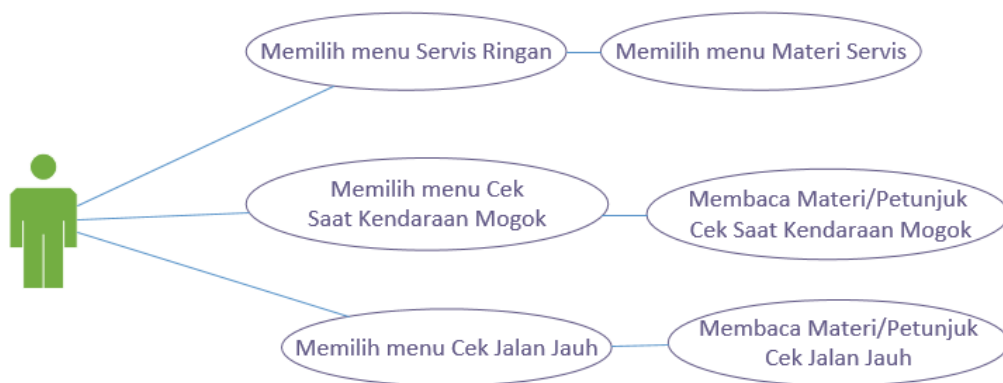 Memilih menu Servis Ringan
Memilih menu Materi Servis
Memilih menu Cek
Saat Kendaraan Mogok
Membaca Materi/Petunjuk
Cek Saat Kendaraan Mogok
Memilih menu Cek Jalan Jauh
Membaca Materi/Petunjuk
Cek Jalan Jauh